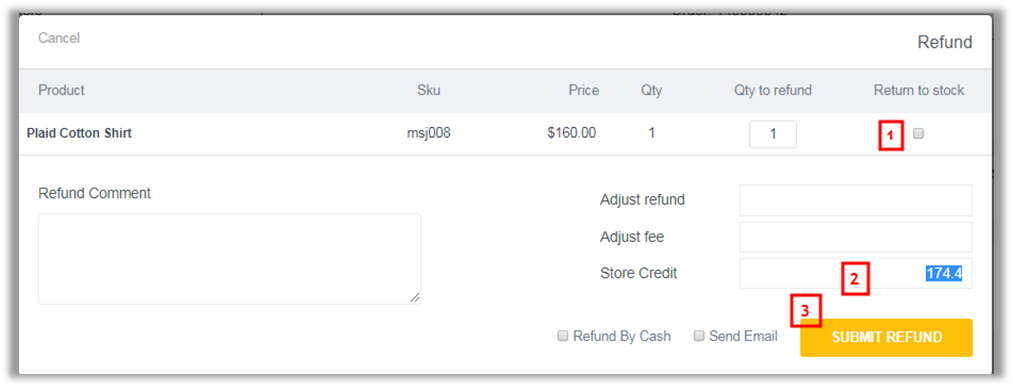 Cancel
Refund
Product Sku Price Qty Qty to refund Return to stock
Plaid Cotton Shirt msj008 $160.00 1 1 1
Refund Comment
Adjust refund
Adjust fee
Store Credit 2 174.4
3
Refund By Cash Send Email SUBMIT REFUND